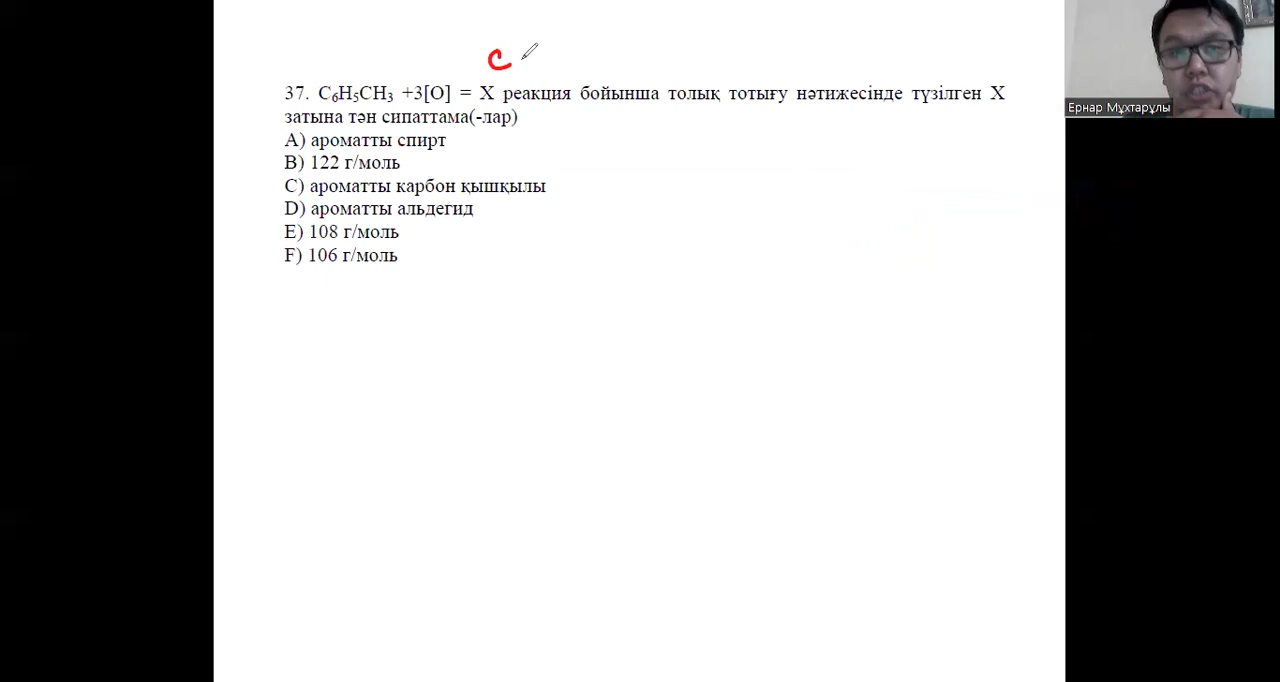 C
37. C₆H₅CH₃ +3[O] = X реакция бойынша толық тотығу нәтижесінде түзілген X
затына тән сипаттама(-лар)
A) ароматты спирт
B) 122 г/моль
C) ароматты карбон қышқылы
D) ароматты альдегид
E) 108 г/моль
F) 106 г/моль
Ернар Мұхтарұлы